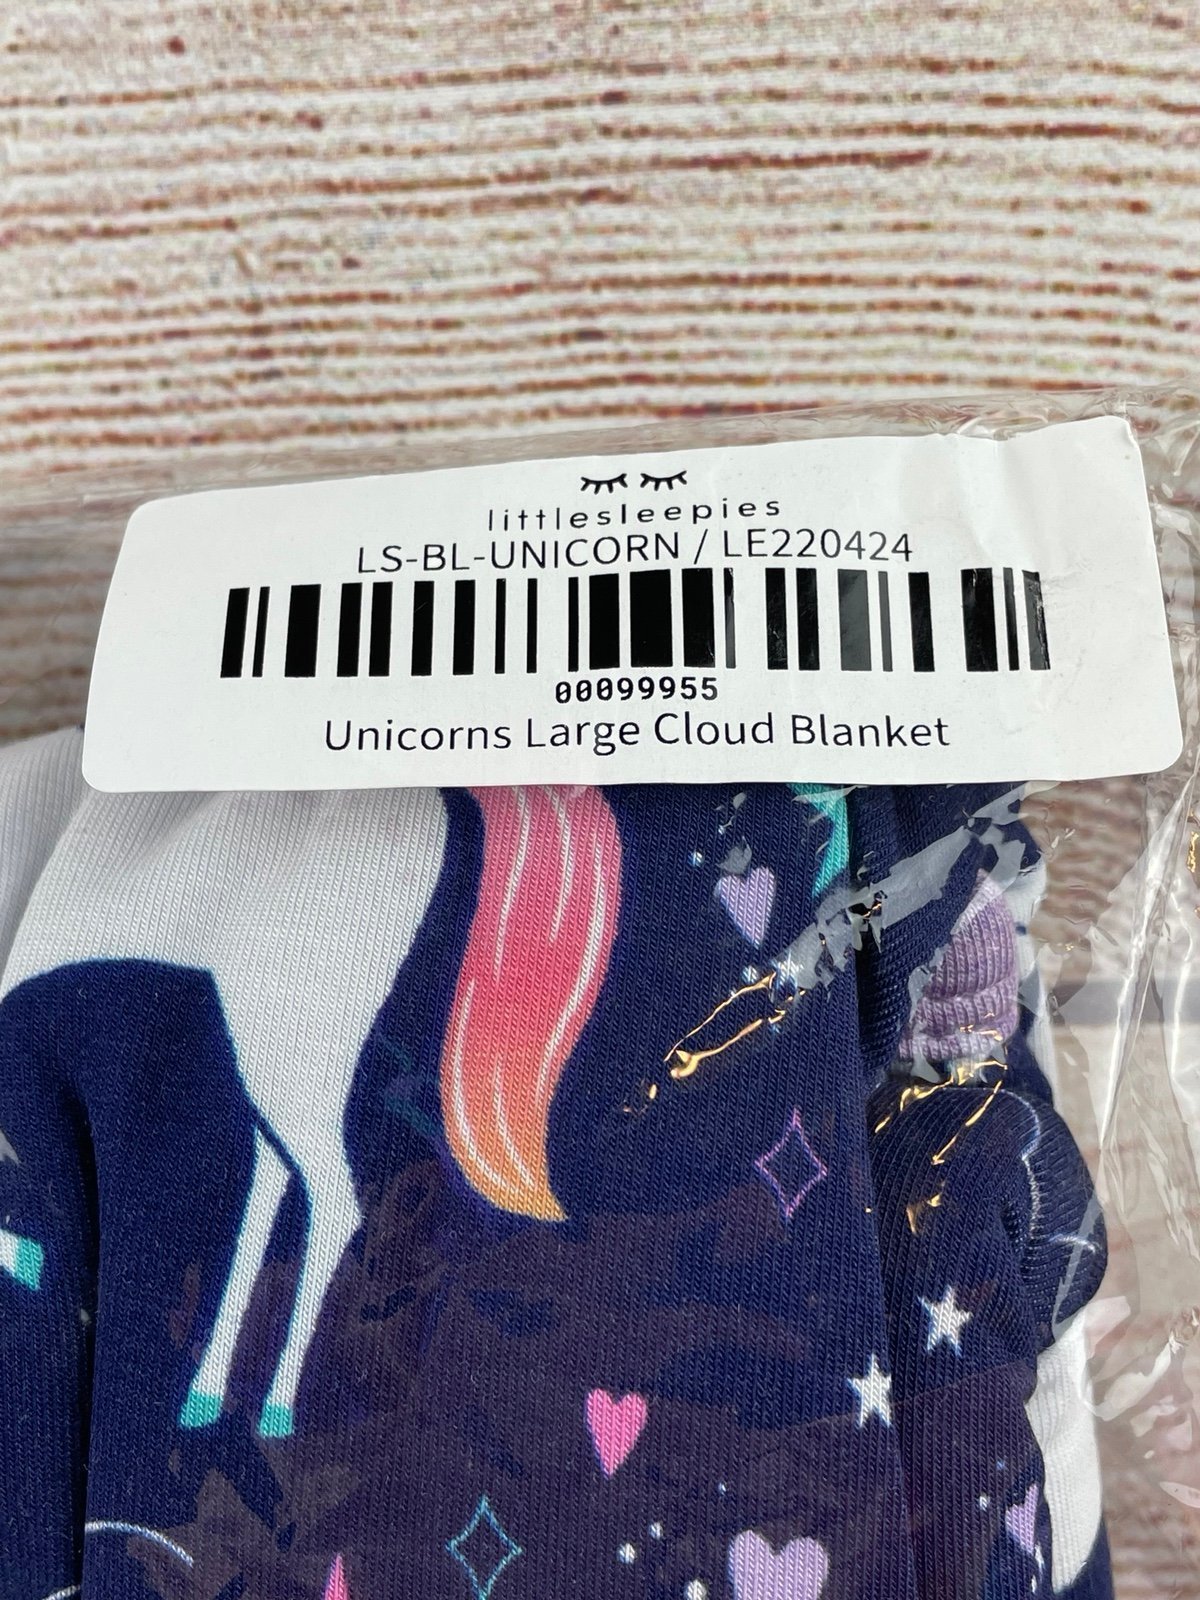 littlesleepies
LS-BL-UNICORN / LE220424
00099955
Unicorns Large Cloud Blanket